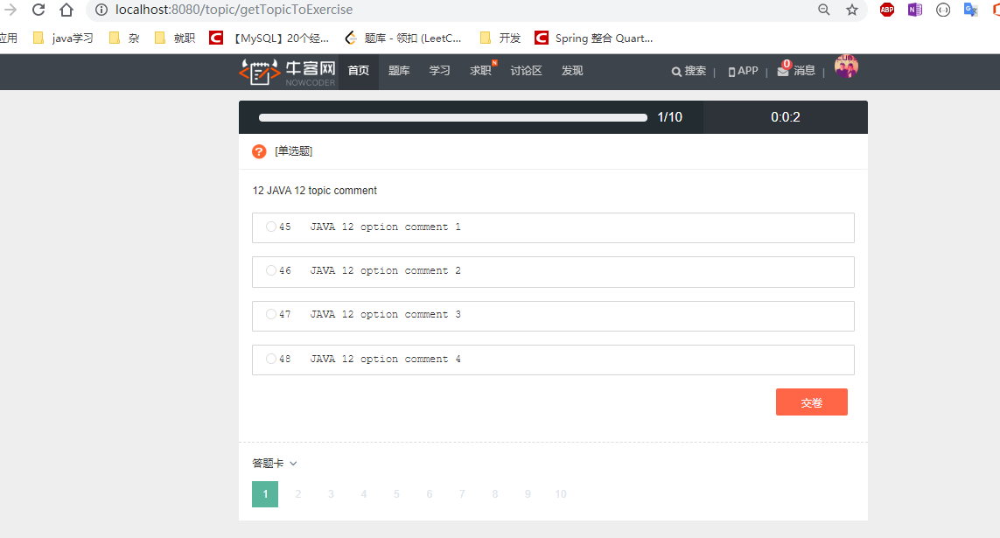 localhost:8080/topic/getTopicToExercise
ABP
应用 java学习 杂 就职 【MySQL】20个经... 题库 - 领扣 (LeetC... 开发 Spring 整合 Quart...
牛客网 NOWCODER 首页 题库 学习 求职 N 讨论区 发现 搜索 | APP | 0 消息 |
1/10 0:0:2
? [单选题]
12 JAVA 12 topic comment
45 JAVA 12 option comment 1
46 JAVA 12 option comment 2
47 JAVA 12 option comment 3
48 JAVA 12 option comment 4
交卷
答题卡
1 2 3 4 5 6 7 8 9 10